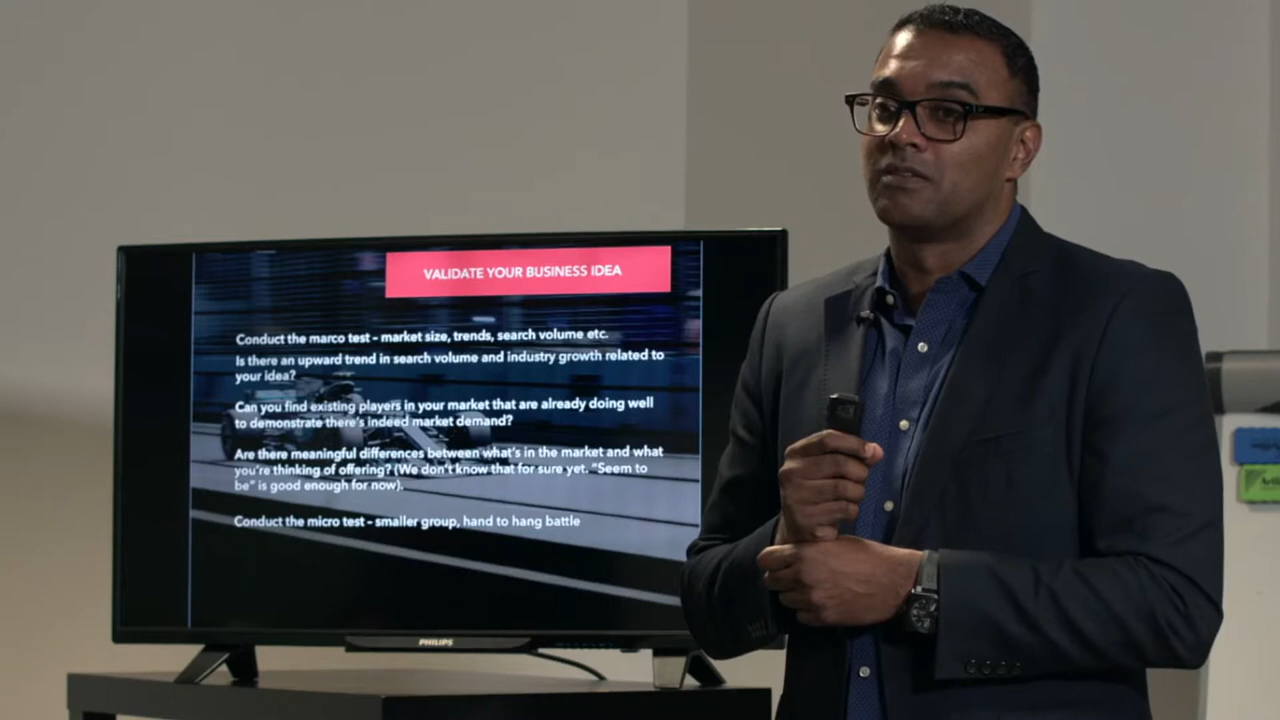 VALIDATE YOUR BUSINESS IDEA
Conduct the marco test – market size, trends, search volume etc.
Is there an upward trend in search volume and industry growth related to
your idea?
Can you find existing players in your market that are already doing well
to demonstrate there's indeed market demand?
Are there meaningful differences between what's in the market and what
you're thinking of offering? (We don't know that for sure yet. "Seem to
be" is good enough for now).
Conduct the micro test – smaller group, hand to hang battle
PHILIPS